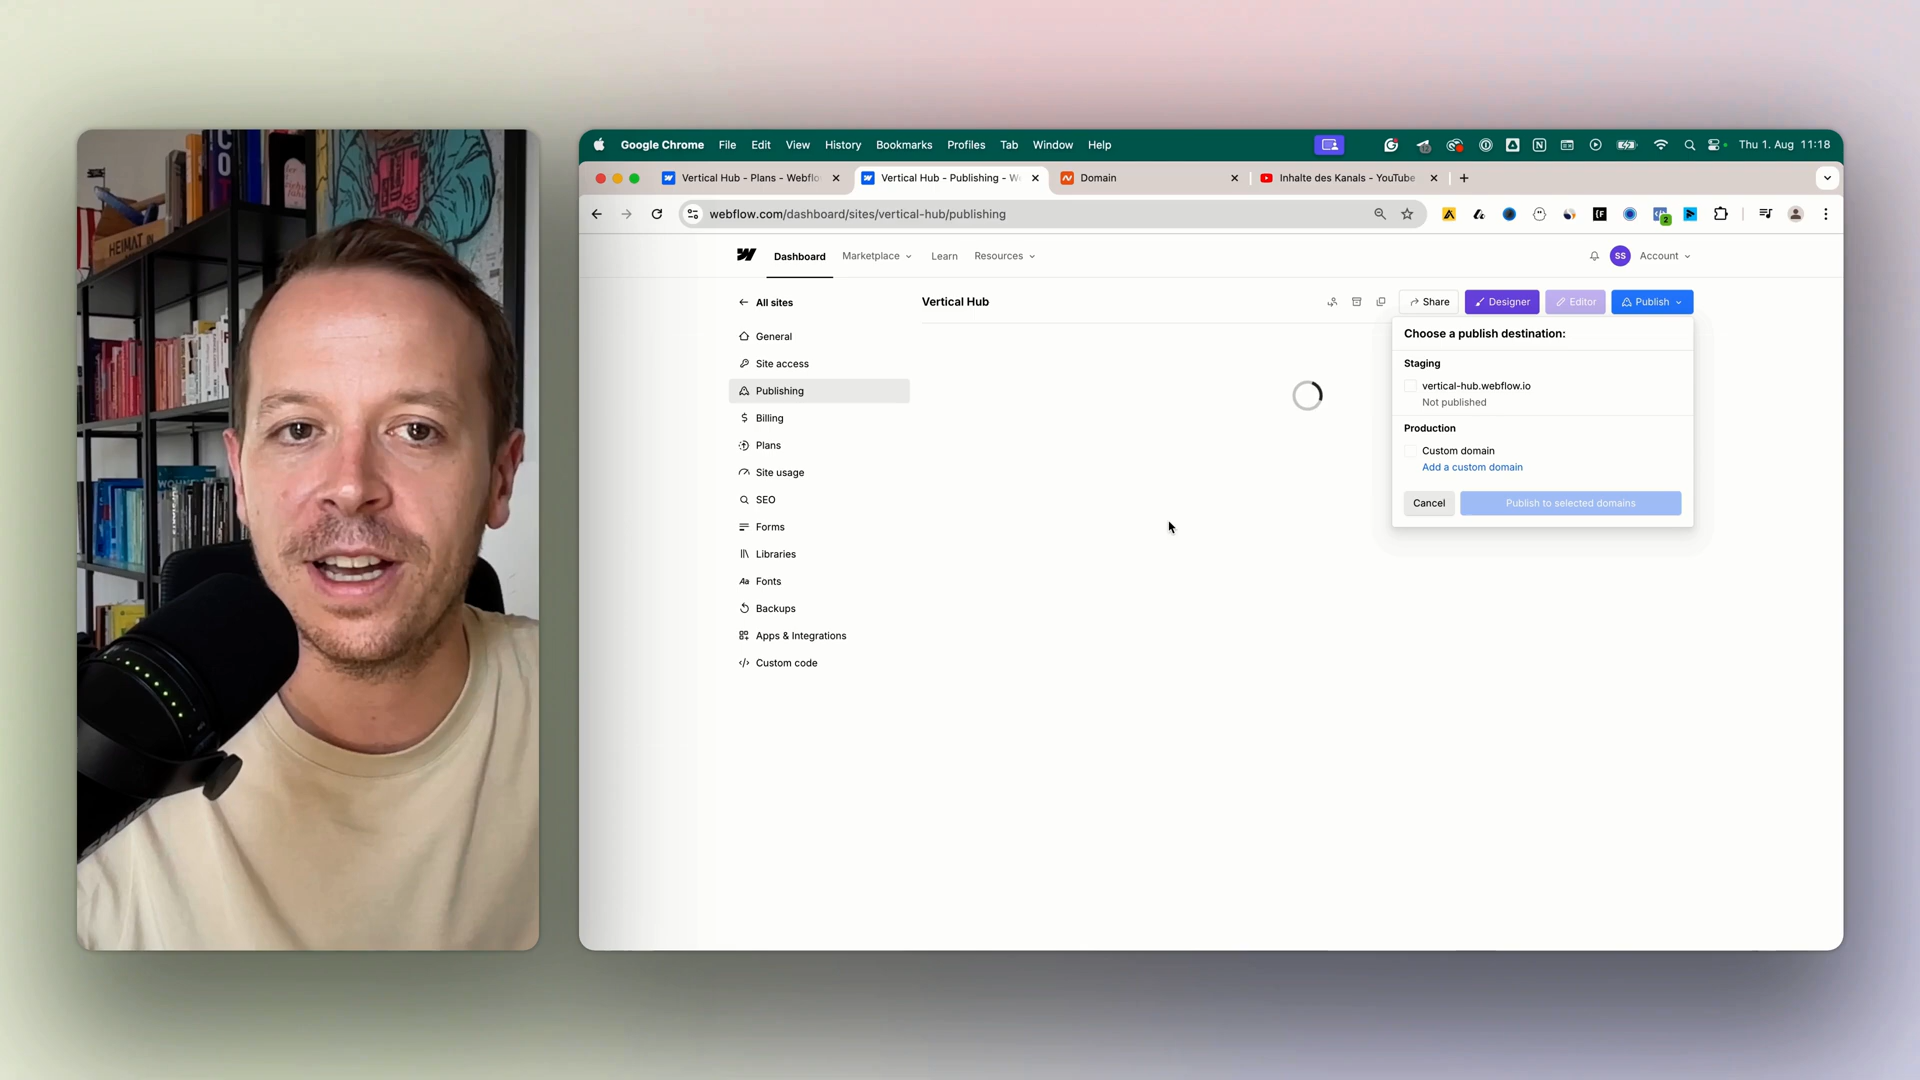 HEIMAT IN
Google Chrome File Edit View History Bookmarks Profiles Tab Window Help Thu 1. Aug 11:18
Vertical Hub - Plans - Webflo
Vertical Hub - Publishing - W
Domain
Inhalte des Kanals - YouTube
webflow.com/dashboard/sites/vertical-hub/publishing
2
Dashboard Marketplace Learn Resources SS Account
All sites
Vertical Hub
Share Designer Editor Publish
General
Site access
Publishing
Billing
Plans
Site usage
SEO
Forms
Libraries
Aa Fonts
Backups
Apps & Integrations
</> Custom code
Choose a publish destination:
Staging
vertical-hub.webflow.io
Not published
Production
Custom domain
Add a custom domain
Cancel Publish to selected domains